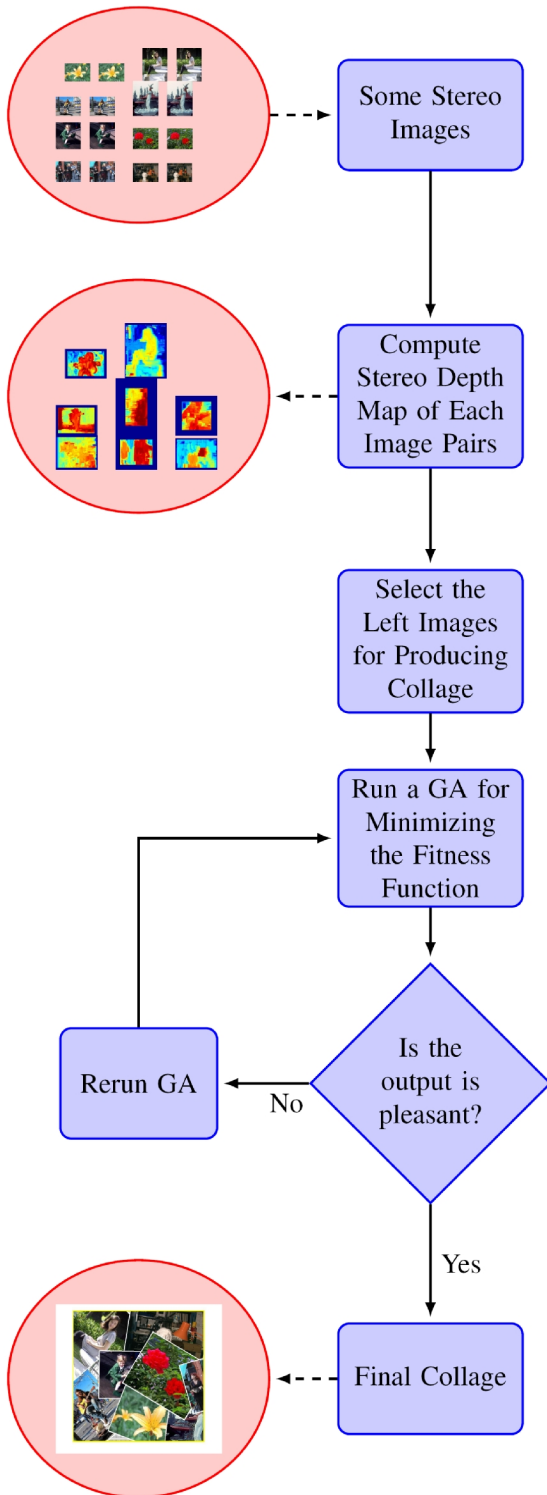 Some Stereo
Images
Compute
Stereo Depth
Map of Each
Image Pairs
Select the
Left Images
for Producing
Collage
Run a GA for
Minimizing
the Fitness
Function
Is the
output is
pleasant?
No
Rerun GA
Yes
Final Collage